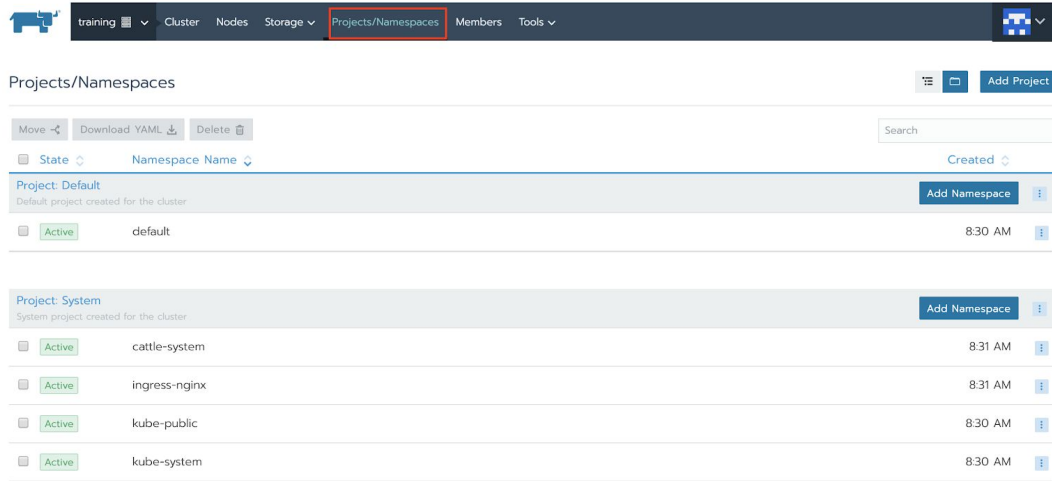 training Cluster Nodes Storage Projects/Namespaces Members Tools
Projects/Namespaces Add Project
Move Download YAML Delete Search
State Namespace Name Created
Project: Default
Default project created for the cluster
Add Namespace
Active default 8:30 AM
Project: System
System project created for the cluster
Add Namespace
Active cattle-system 8:31 AM
Active ingress-nginx 8:31 AM
Active kube-public 8:30 AM
Active kube-system 8:30 AM